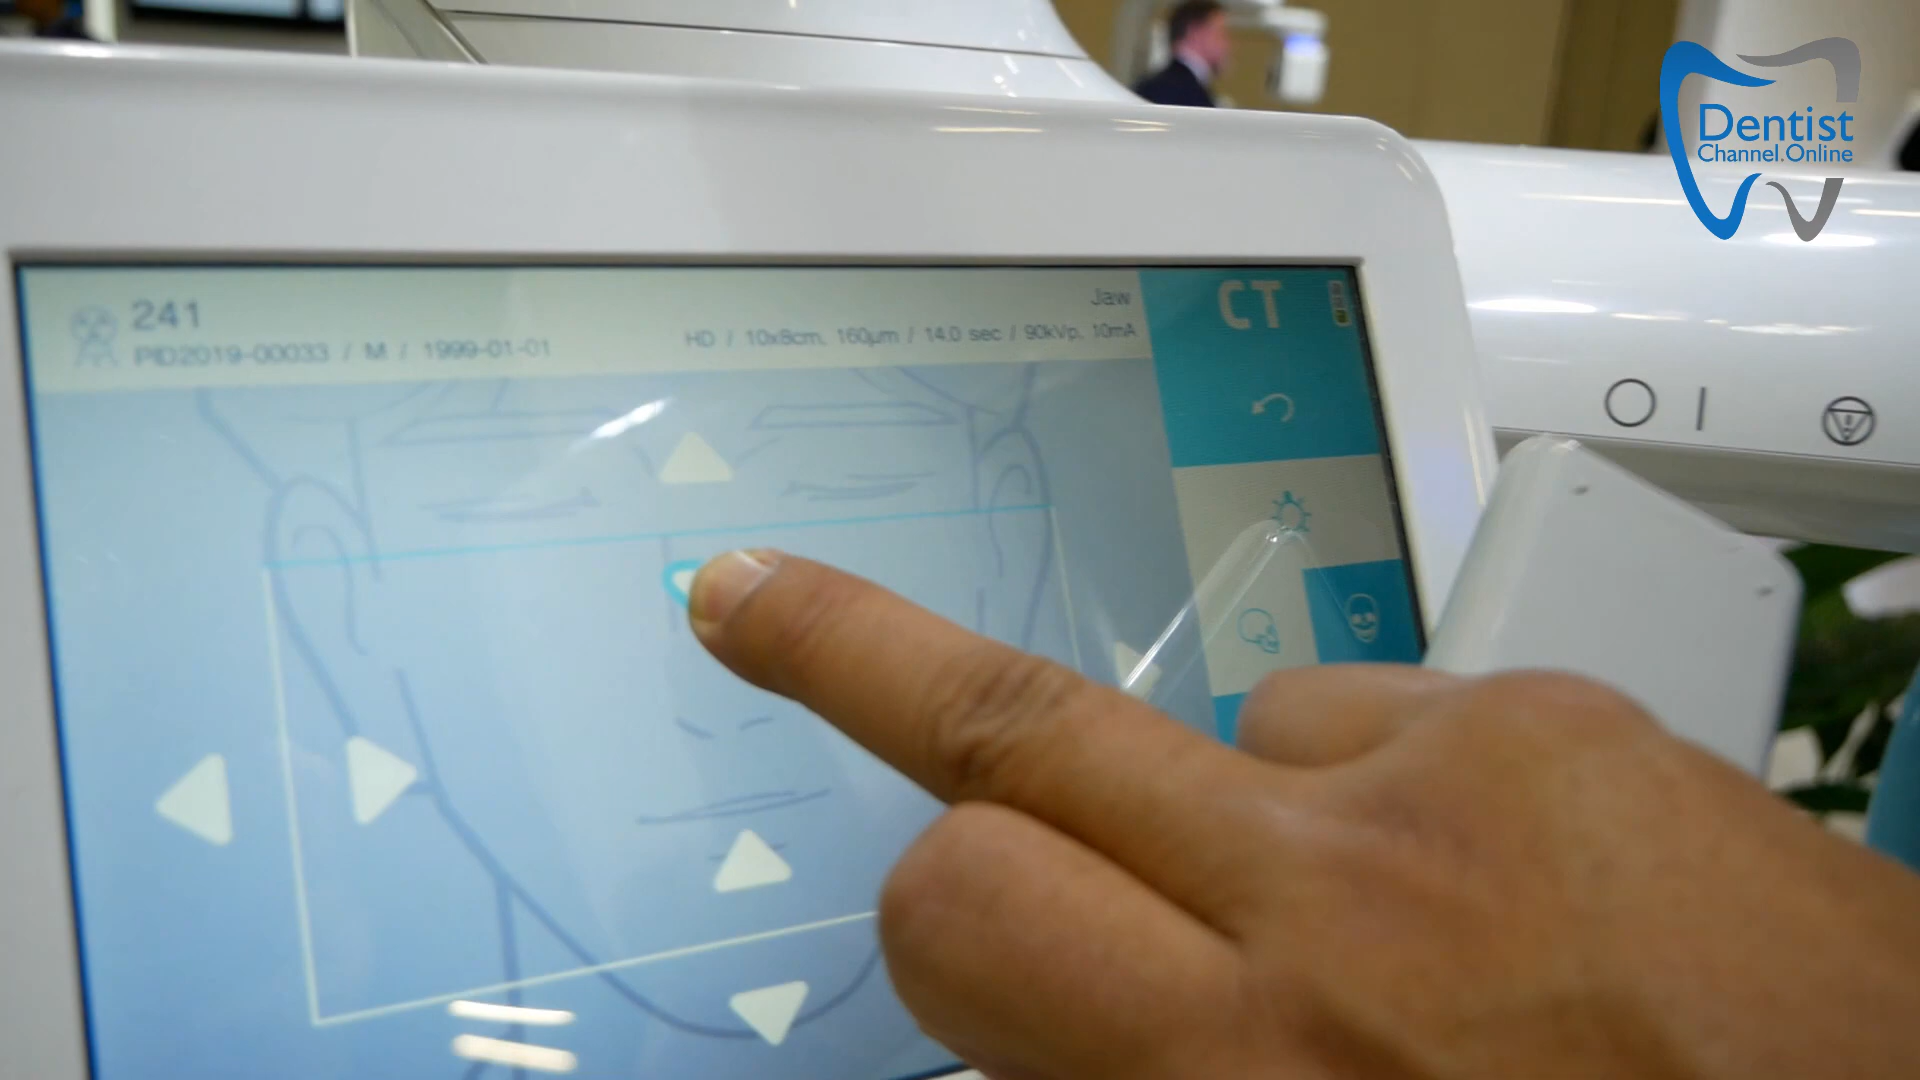 241
PID2019-00033 / M / 1999-01-01
Jaw
HD / 10x8cm, 160µm / 14.0 sec / 90kVp, 10mA
CT
Dentist
Channel.Online